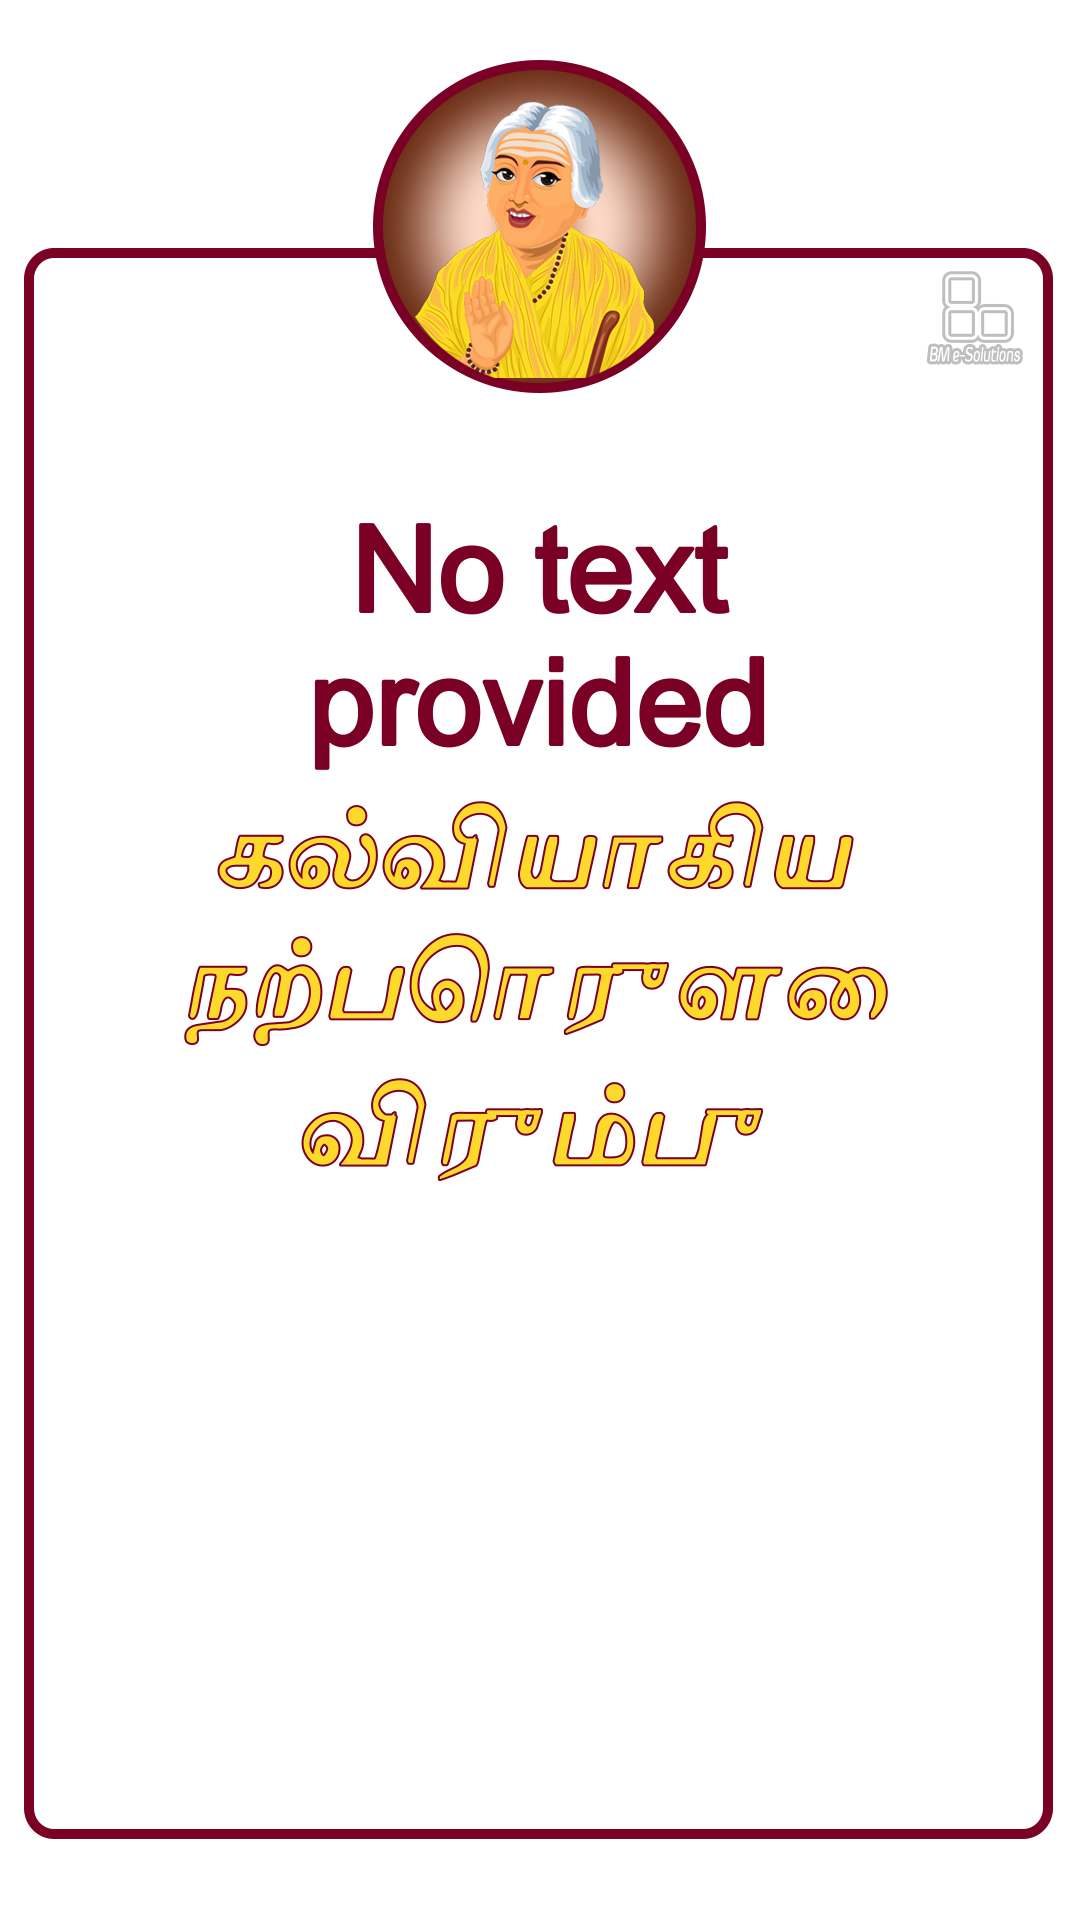 BM e-Solutions
No text
provided
கல்வியாகிய
நற்பொருளை
விரும்பு